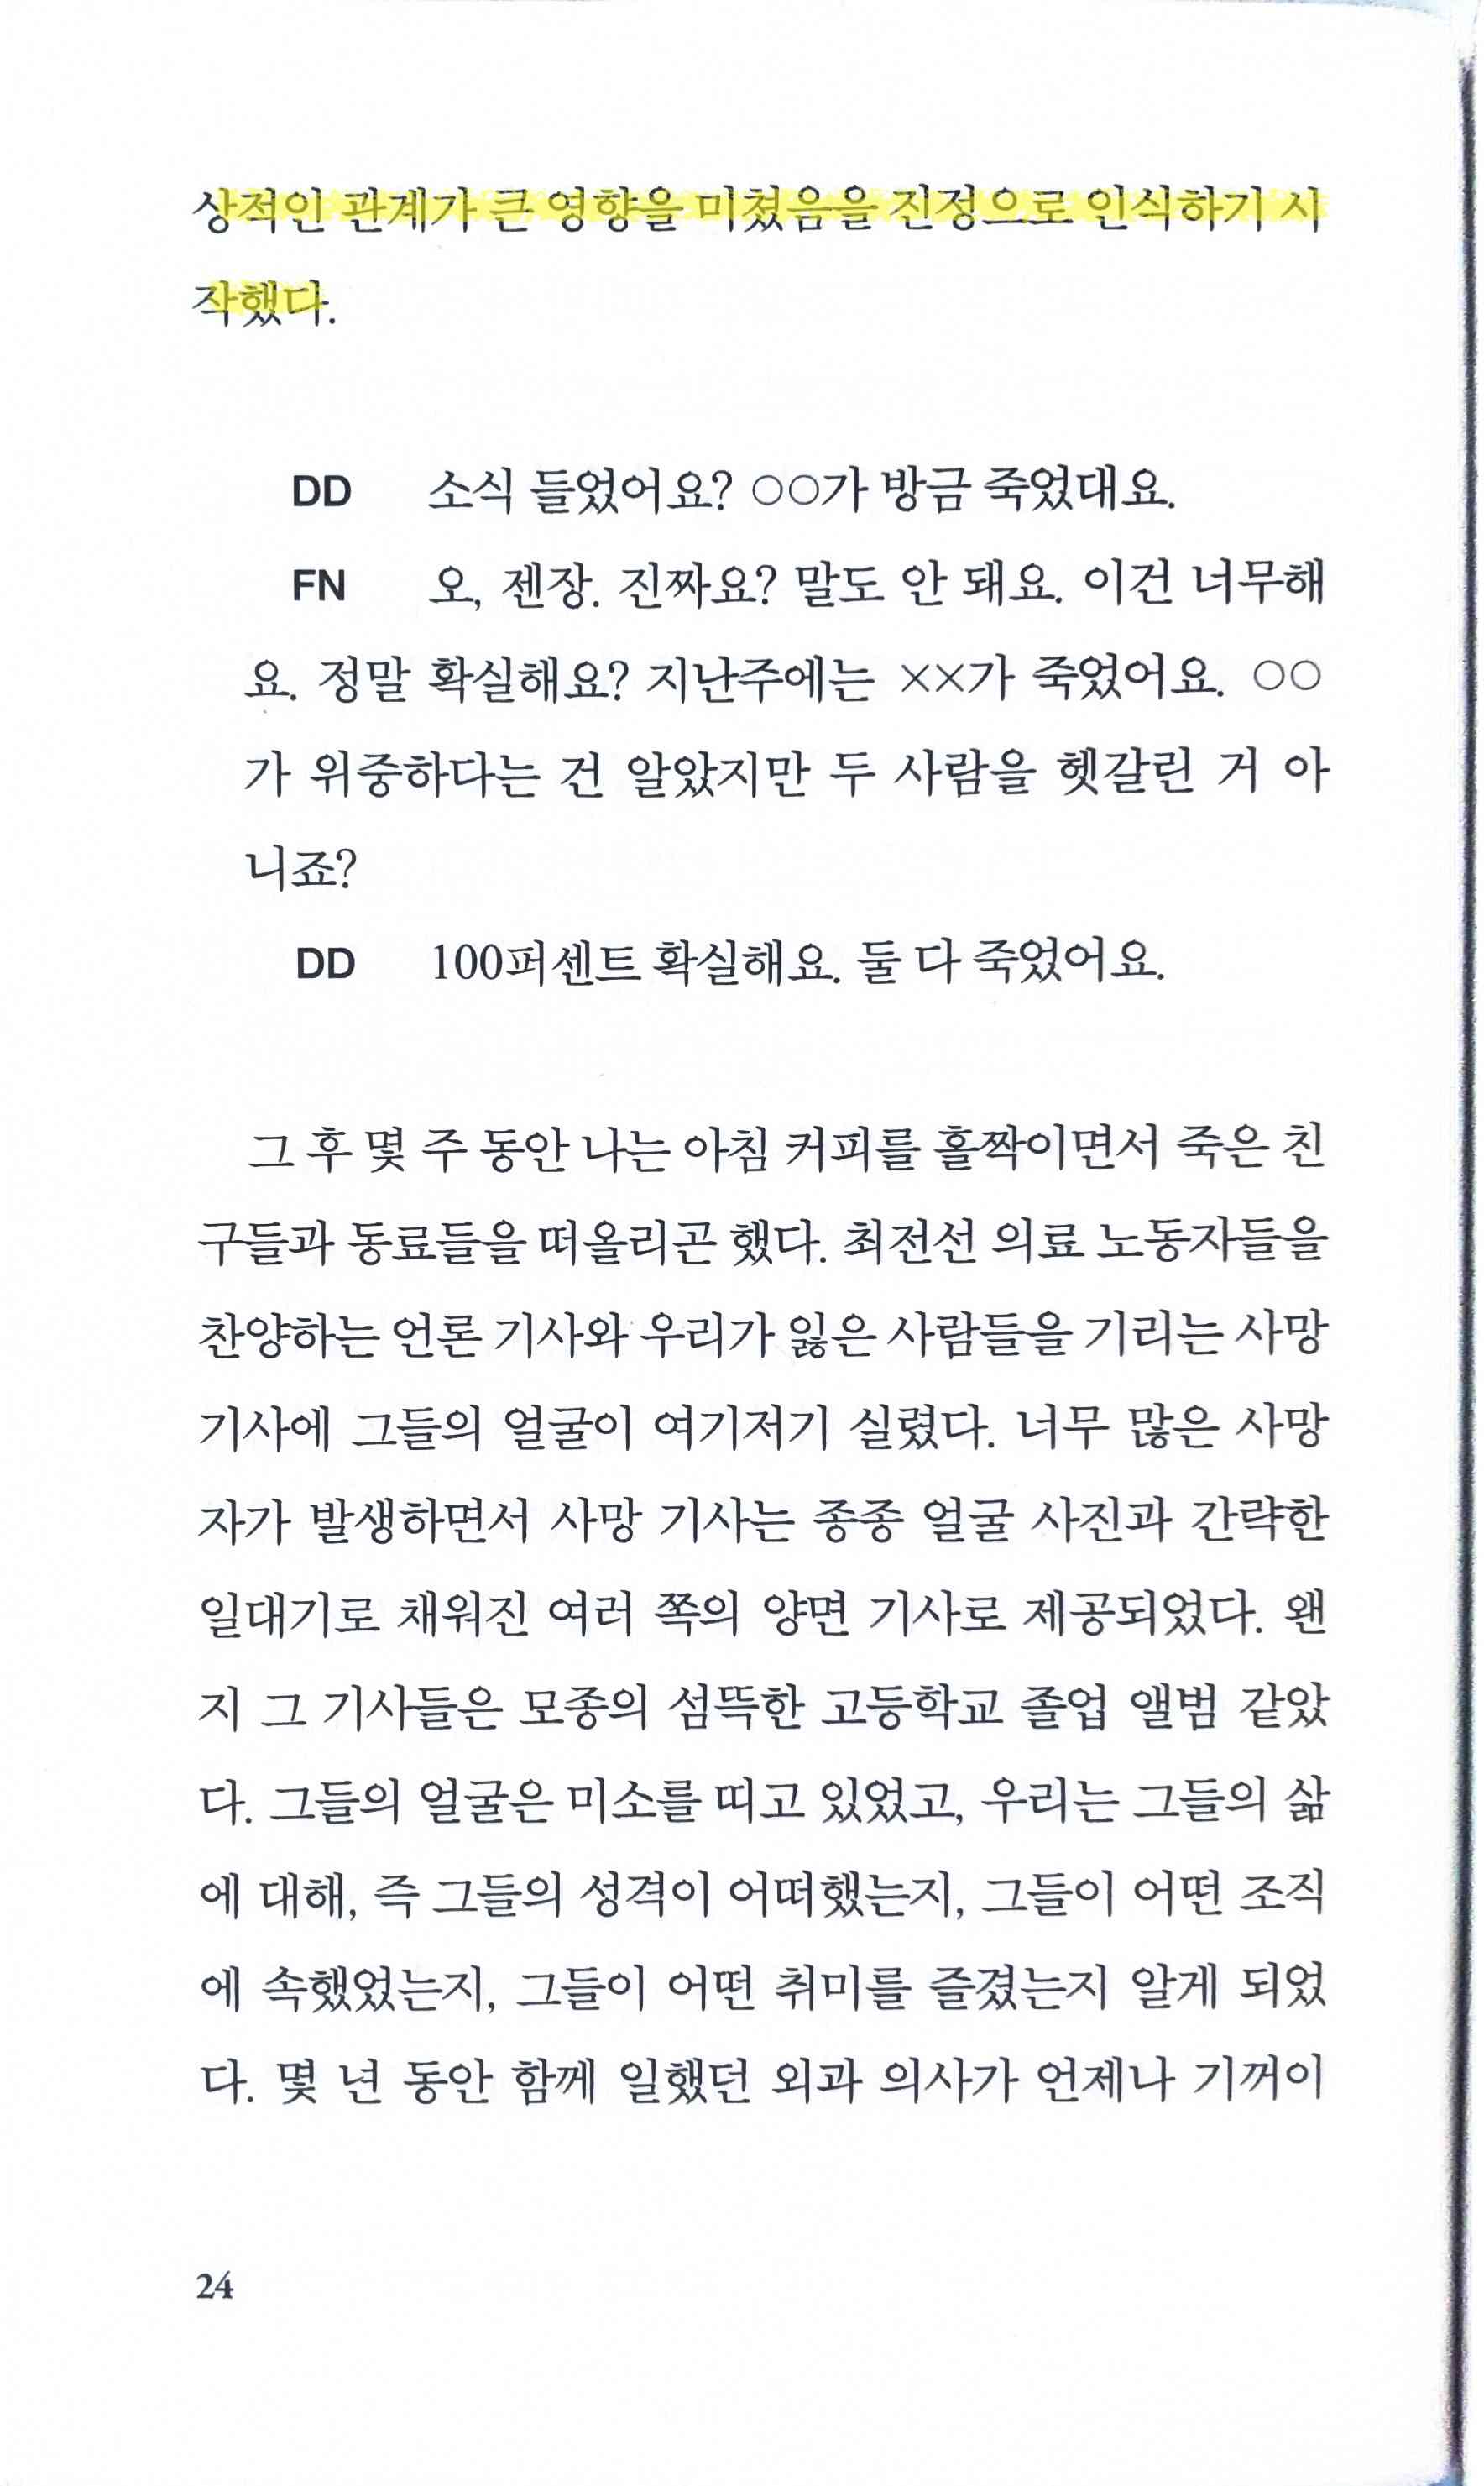 상적인 관계가 큰 영향을 미쳤음을 진정으로 인식하기 시
작했다.
DD 소식 들었어요? ○○가 방금 죽었대요.
FN 오, 젠장. 진짜요? 말도 안 돼요. 이건 너무해
요. 정말 확실해요? 지난주에는 ××가 죽었어요. ○○
가 위중하다는 건 알았지만 두 사람을 헷갈린 거 아
니죠?
DD 100퍼센트 확실해요. 둘 다 죽었어요.
그 후 몇 주 동안 나는 아침 커피를 홀짝이면서 죽은 친
구들과 동료들을 떠올리곤 했다. 최전선 의료 노동자들을
찬양하는 언론 기사와 우리가 잃은 사람들을 기리는 사망
기사에 그들의 얼굴이 여기저기 실렸다. 너무 많은 사망
자가 발생하면서 사망 기사는 종종 얼굴 사진과 간략한
일대기로 채워진 여러 쪽의 양면 기사로 제공되었다. 왠
지 그 기사들은 모종의 섬뜩한 고등학교 졸업 앨범 같았
다. 그들의 얼굴은 미소를 띠고 있었고, 우리는 그들의 삶
에 대해, 즉 그들의 성격이 어떠했는지, 그들이 어떤 조직
에 속했었는지, 그들이 어떤 취미를 즐겼는지 알게 되었
다. 몇 년 동안 함께 일했던 외과 의사가 언제나 기꺼이
24